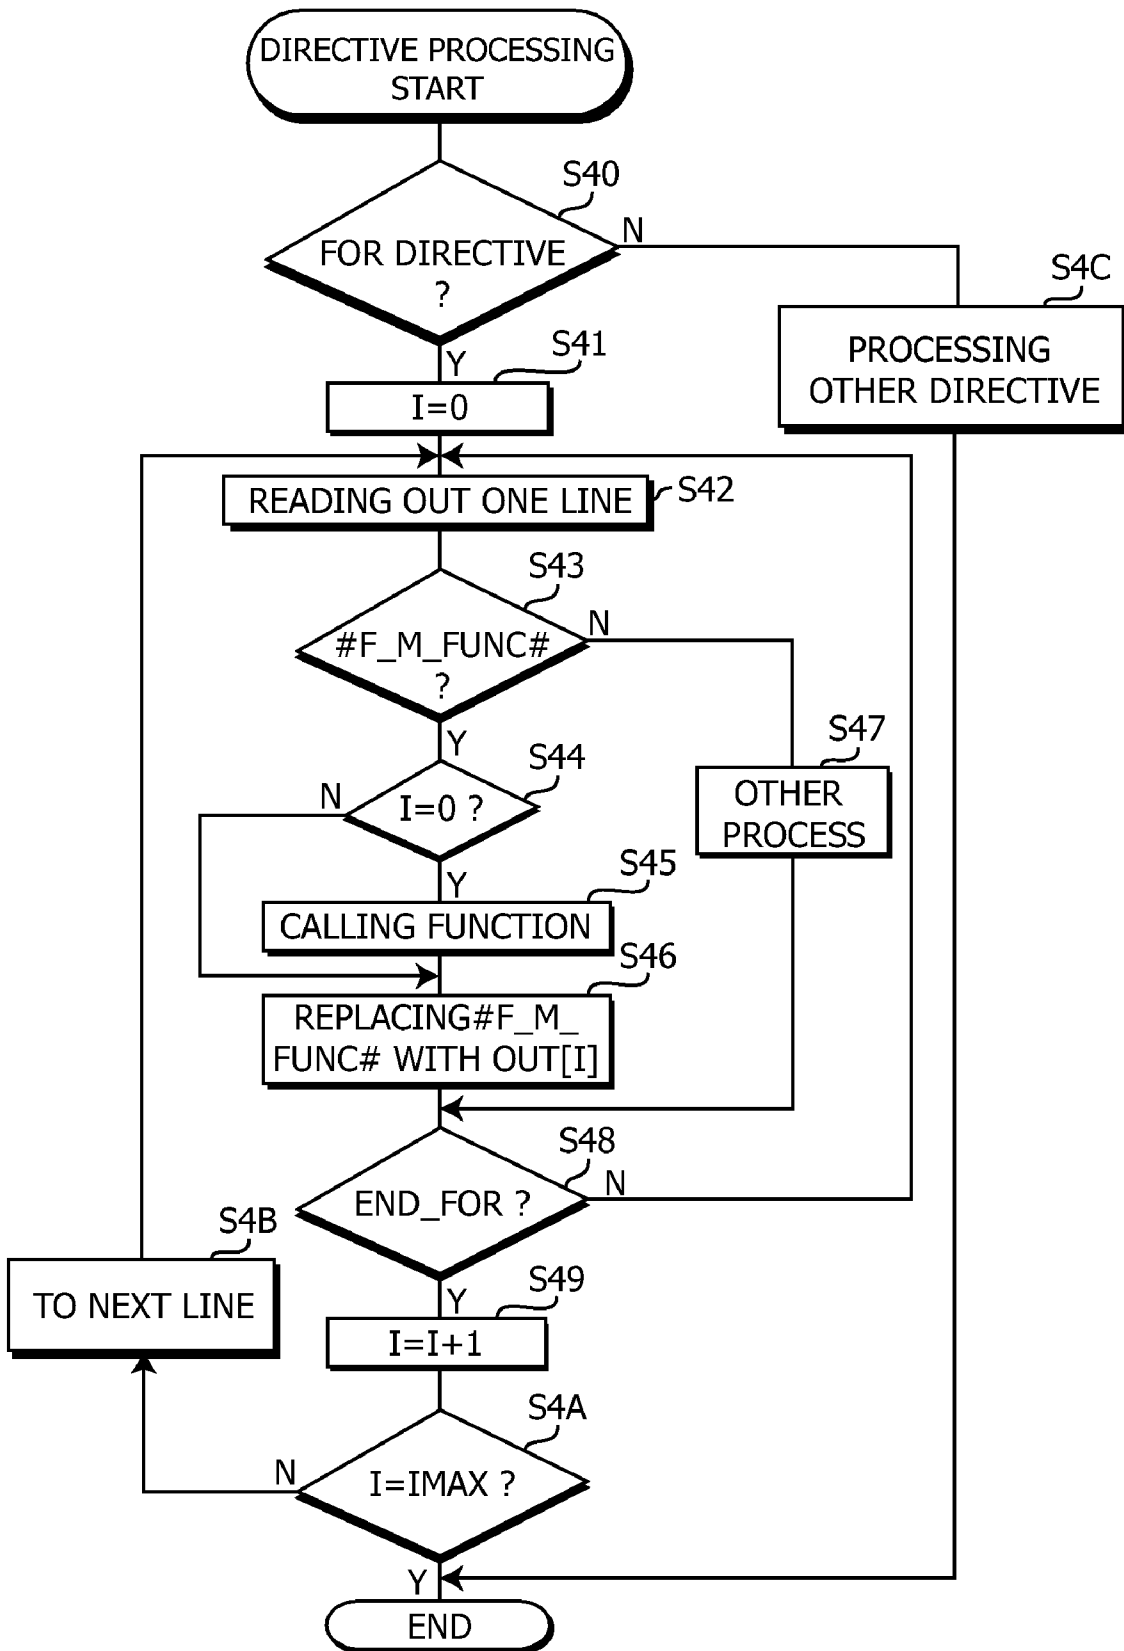 DIRECTIVE PROCESSING
START
S40
FOR DIRECTIVE
?
N
Y
S4C
PROCESSING
OTHER DIRECTIVE
S41
I=0
READING OUT ONE LINE
S42
S43
#F_M_FUNC#
?
N
Y
S44
I=0 ?
N
Y
S47
OTHER
PROCESS
S45
CALLING FUNCTION
S46
REPLACING#F_M_
FUNC# WITH OUT[I]
S48
END_FOR ?
N
Y
S4B
TO NEXT LINE
S49
I=I+1
S4A
I=IMAX ?
N
Y
END